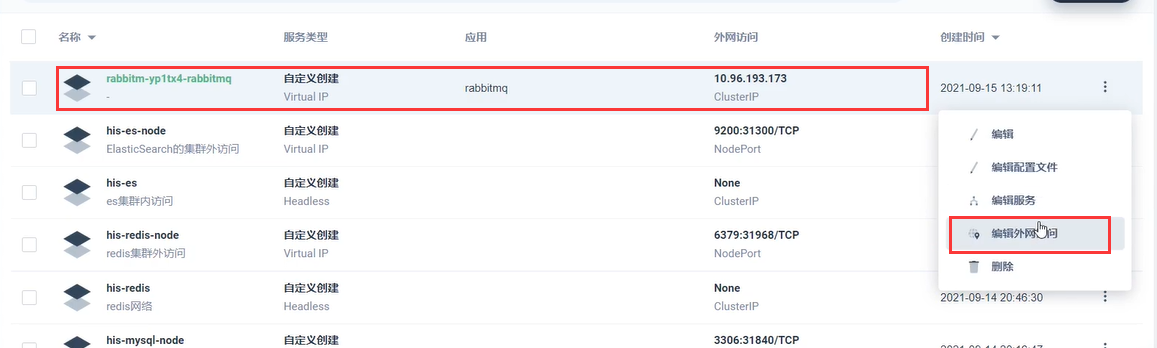 名称 服务类型 应用 外网访问 创建时间
rabbitm-yp1tx4-rabbitmq 自定义创建 rabbitmq 10.96.193.173 2021-09-15 13:19:11
- Virtual IP ClusterIP
his-es-node 自定义创建 9200:31300/TCP 编辑
ElasticSearch的集群外访问 Virtual IP NodePort
编辑配置文件
his-es 自定义创建 None
es集群内访问 Headless ClusterIP 编辑服务
his-redis-node 自定义创建 6379:31968/TCP 编辑外网访问
redis集群外访问 Virtual IP NodePort
删除
his-redis 自定义创建 None
redis网络 Headless ClusterIP 2021-09-14 20:46:30
his-mysql-node 自定义创建 3306:31840/TCP